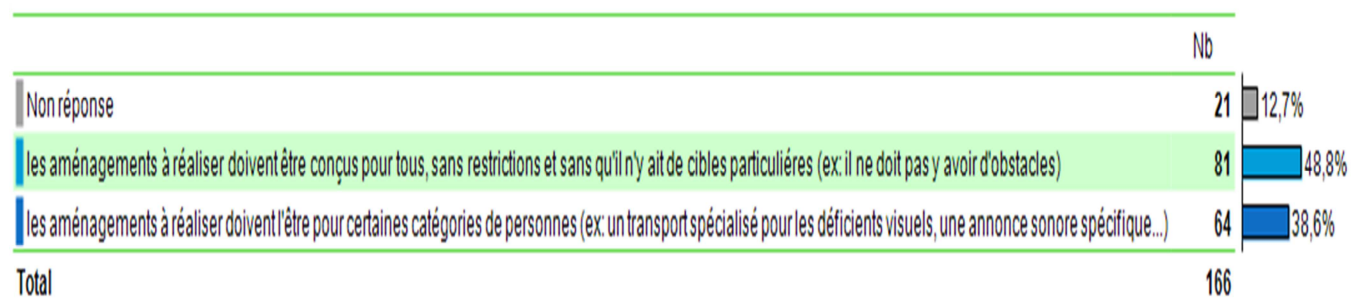 Nb
Non réponse 21 12,7%
les aménagements à réaliser doivent être conçus pour tous, sans restrictions et sans qu'il n'y ait de cibles particuliéres (ex: il ne doit pas y avoir d'obstacles) 81 48,8%
les aménagements à réaliser doivent l'être pour certaines catégories de personnes (ex: un transport spécialisé pour les déficients visuels, une annonce sonore spécifique...) 64 38,6%
Total 166